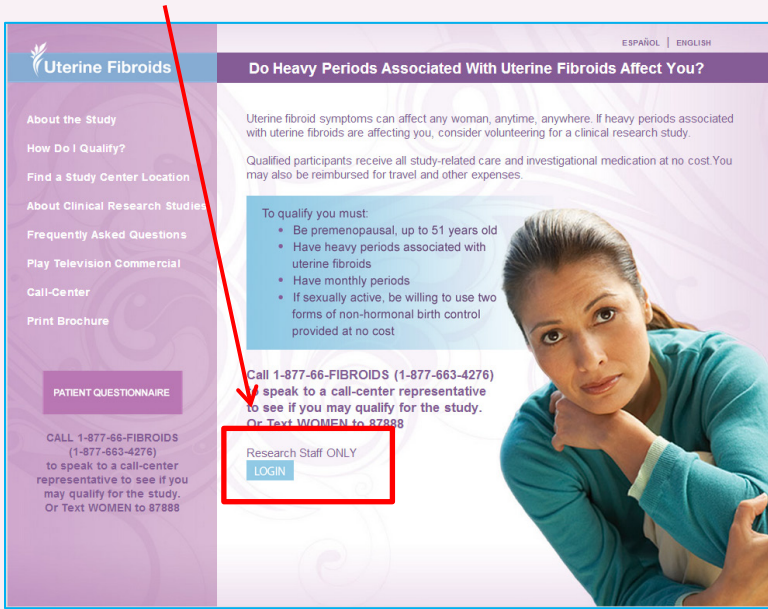 ESPAÑOL | ENGLISH
Uterine Fibroids
Do Heavy Periods Associated With Uterine Fibroids Affect You?
About the Study
How Do I Qualify?
Find a Study Center Location
About Clinical Research Studies
Frequently Asked Questions
Play Television Commercial
Call-Center
Print Brochure
PATIENT QUESTIONNAIRE
CALL 1-877-66-FIBROIDS
(1-877-663-4276)
to speak to a call-center
representative to see if you
may qualify for the study.
Or Text WOMEN to 87888
Uterine fibroid symptoms can affect any woman, anytime, anywhere. If heavy periods associated
with uterine fibroids are affecting you, consider volunteering for a clinical research study.
Qualified participants receive all study-related care and investigational medication at no cost.You
may also be reimbursed for travel and other expenses.
To qualify you must:
• Be premenopausal, up to 51 years old
• Have heavy periods associated with
uterine fibroids
• Have monthly periods
• If sexually active, be willing to use two
forms of non-hormonal birth control
provided at no cost
Call 1-877-66-FIBROIDS (1-877-663-4276)
to speak to a call-center representative
to see if you may qualify for the study.
Or Text WOMEN to 87888
Research Staff ONLY
LOGIN